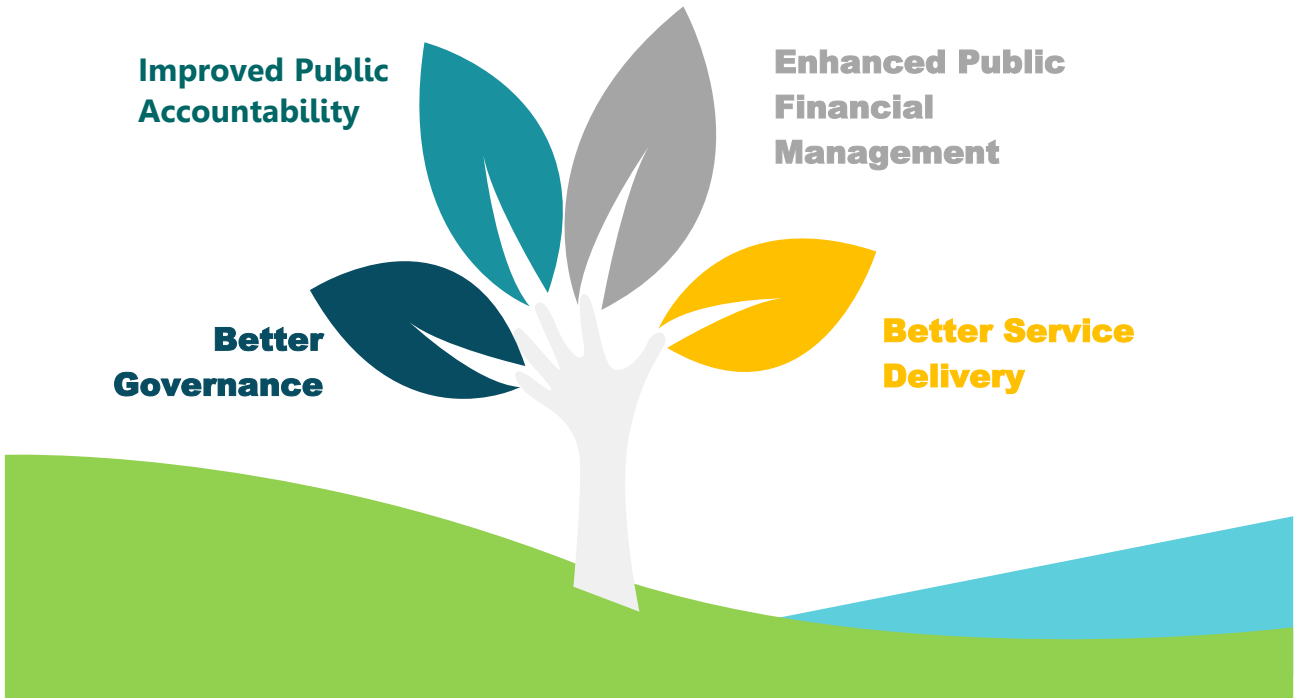 Improved Public
Accountability
Enhanced Public
Financial
Management
Better
Governance
Better Service
Delivery